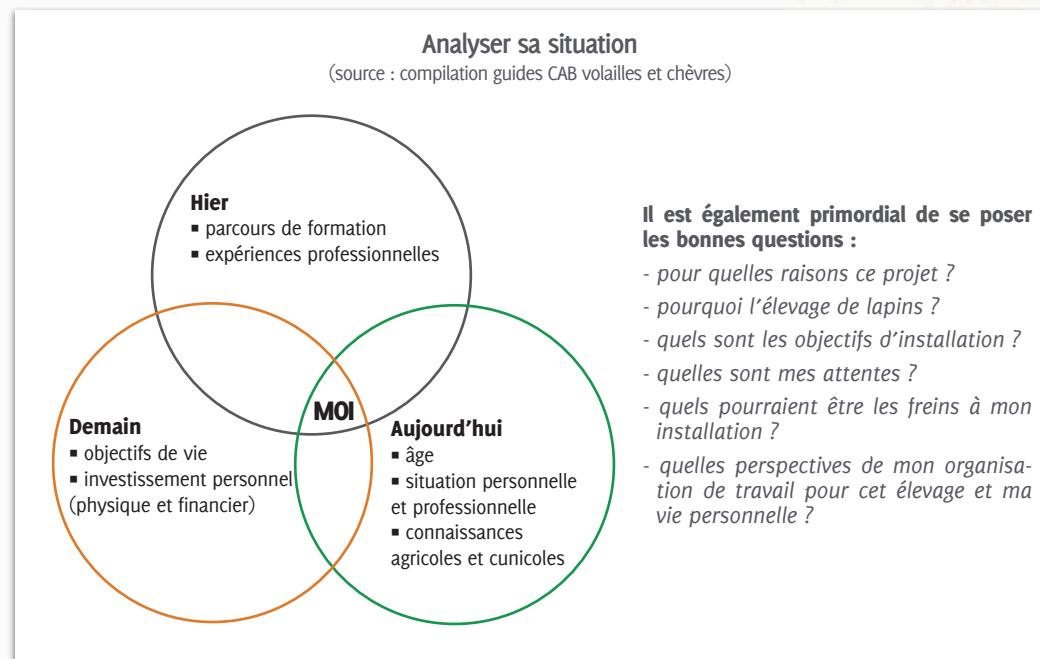 Analyser sa situation
(source : compilation guides CAB volailles et chèvres)
Hier
▪ parcours de formation
▪ expériences professionnelles
MOI
Demain
▪ objectifs de vie
▪ investissement personnel
(physique et financier)
Aujourd'hui
▪ âge
▪ situation personnelle
et professionnelle
▪ connaissances
agricoles et cunicoles
Il est également primordial de se poser
les bonnes questions :
- pour quelles raisons ce projet ?
- pourquoi l'élevage de lapins ?
- quels sont les objectifs d'installation ?
- quelles sont mes attentes ?
- quels pourraient être les freins à mon
installation ?
- quelles perspectives de mon organisa-
tion de travail pour cet élevage et ma
vie personnelle ?